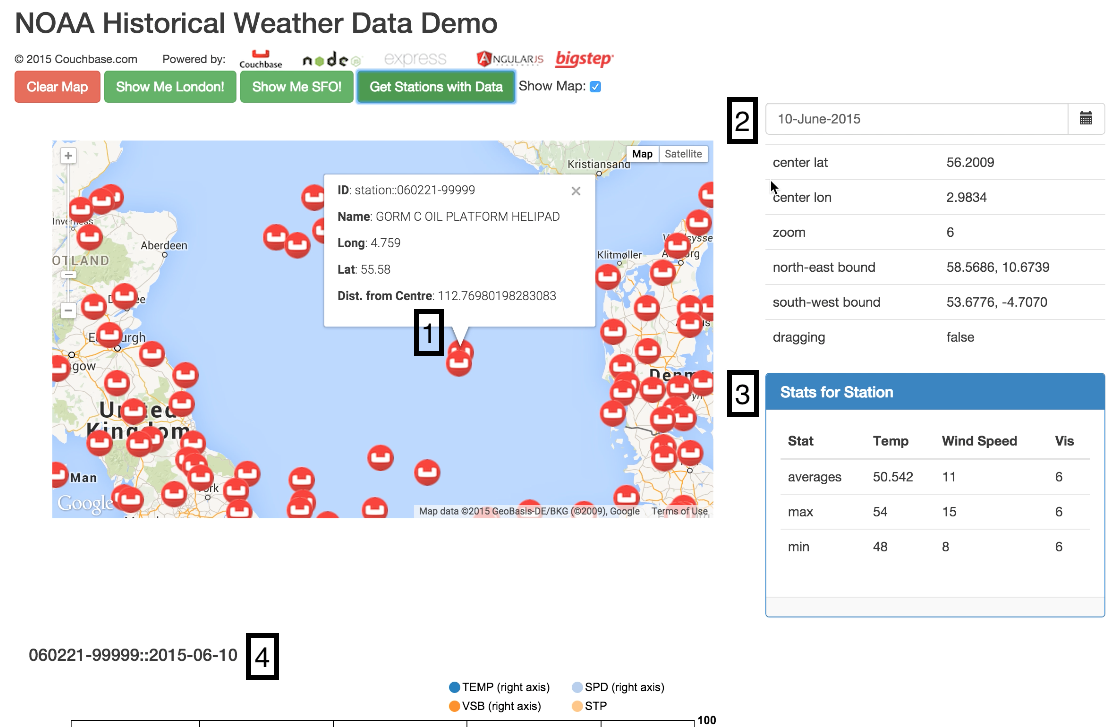 NOAA Historical Weather Data Demo
© 2015 Couchbase.com Powered by: Couchbase node express ANGULARJS bigstep
Clear Map Show Me London! Show Me SFO! Get Stations with Data Show Map:
2
10-June-2015
center lat 56.2009
center lon 2.9834
zoom 6
north-east bound 58.5686, 10.6739
south-west bound 53.6776, -4.7070
dragging false
Map Satellite
Kristiansand
ID: station::060221-99999
Name: GORM C OIL PLATFORM HELIPAD
Long: 4.759
Lat: 55.58
Dist. from Centre: 112.76980198283083
Aberdeen
Klitmøller
OTLAND
1
gow
United
Kingdom
Man
Google
Map data ©2015 GeoBasis-DE/BKG (©2009), Google Terms of Use
3
Stats for Station
Stat Temp Wind Speed Vis
averages 50.542 11 6
max 54 15 6
min 48 8 6
060221-99999::2015-06-10
4
TEMP (right axis) SPD (right axis)
VSB (right axis) STP
100